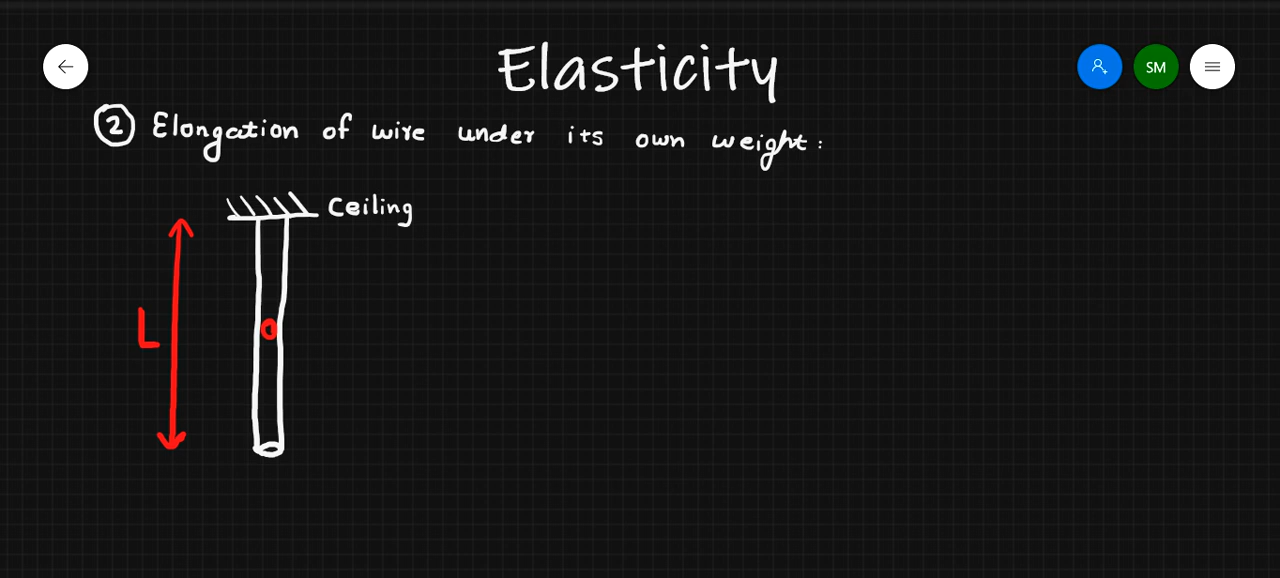 Elasticity
SM
② Elongation of wire under its own weight:
Ceiling
L